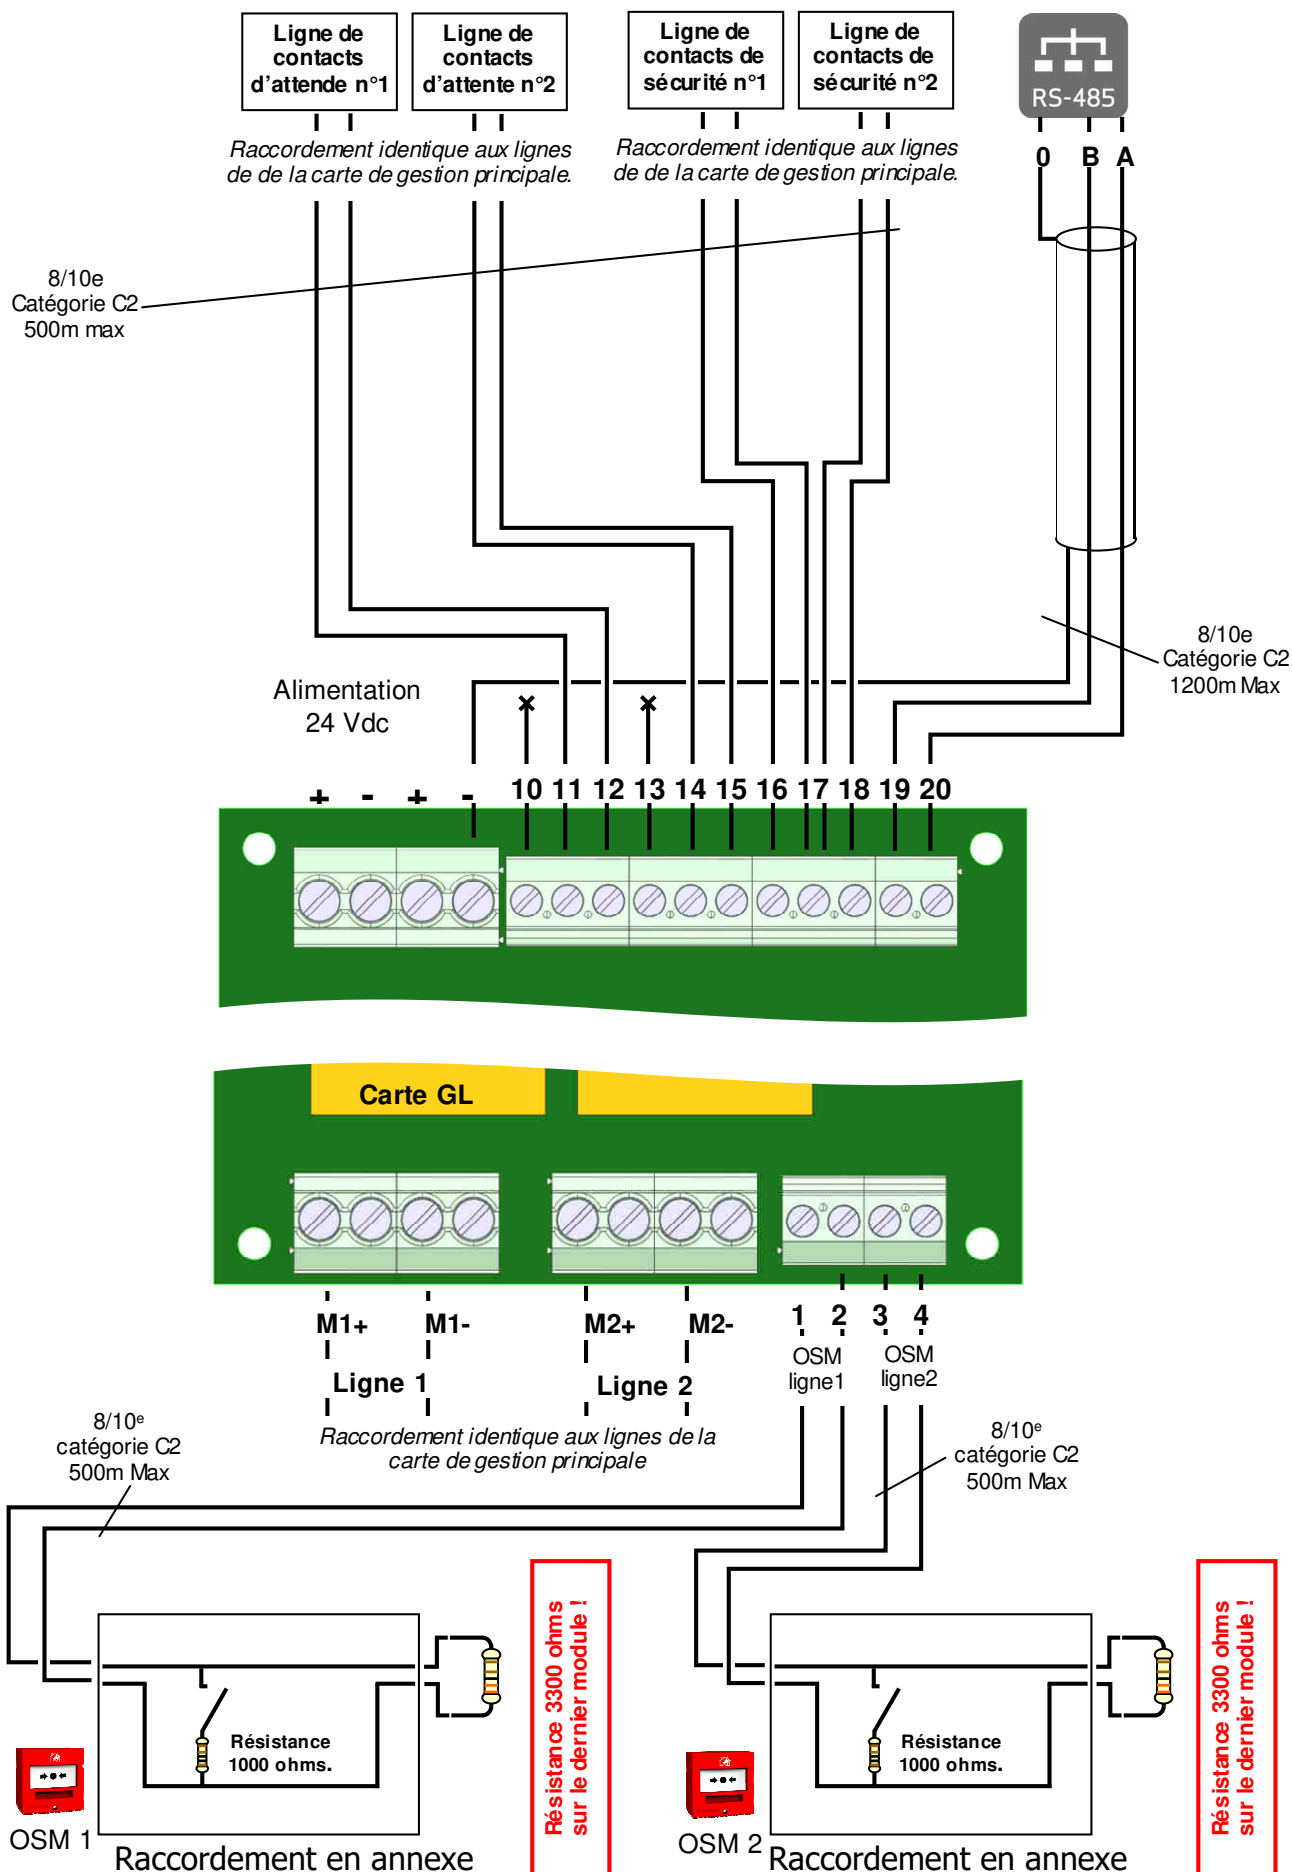 Ligne de
contacts
d'attende n°1
Ligne de
contacts
d'attente n°2
Ligne de
contacts de
sécurité n°1
Ligne de
contacts de
sécurité n°2
RS-485
Raccordement identique aux lignes
de de la carte de gestion principale.
Raccordement identique aux lignes
de de la carte de gestion principale.
0 B A
8/10e
Catégorie C2
500m max
8/10e
Catégorie C2
1200m Max
Alimentation
24 Vdc
+ - + -
10 11 12 13 14 15 16 17 18 19 20
Carte GL
M1+ M1- M2+ M2- 1 2 3 4
OSM
ligne1
OSM
ligne2
Ligne 1
Ligne 2
Raccordement identique aux lignes de la
carte de gestion principale
8/10e
catégorie C2
500m Max
8/10e
catégorie C2
500m Max
Résistance
1000 ohms.
Résistance 3300 ohms
sur le dernier module !
Résistance
1000 ohms.
Résistance 3300 ohms
sur le dernier module !
OSM 1
Raccordement en annexe
OSM 2
Raccordement en annexe